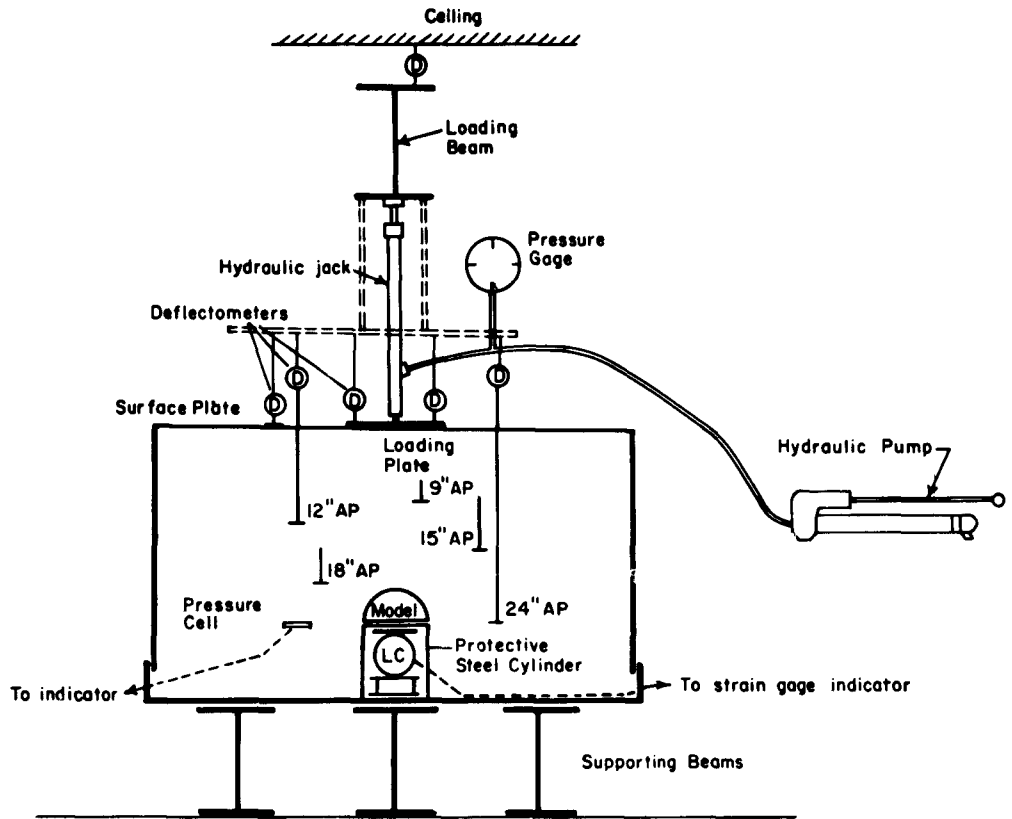 Ceiling
D
Loading
Beam
Pressure
Gage
Hydraulic jack
Deflectometers
D
D
D
D
D
Surface Plate
Loading
Plate
Hydraulic Pump
9"AP
12"AP
15"AP
18"AP
Pressure
Cell
Model
24"AP
LC
Protective
Steel Cylinder
To indicator
To strain gage indicator
Supporting Beams